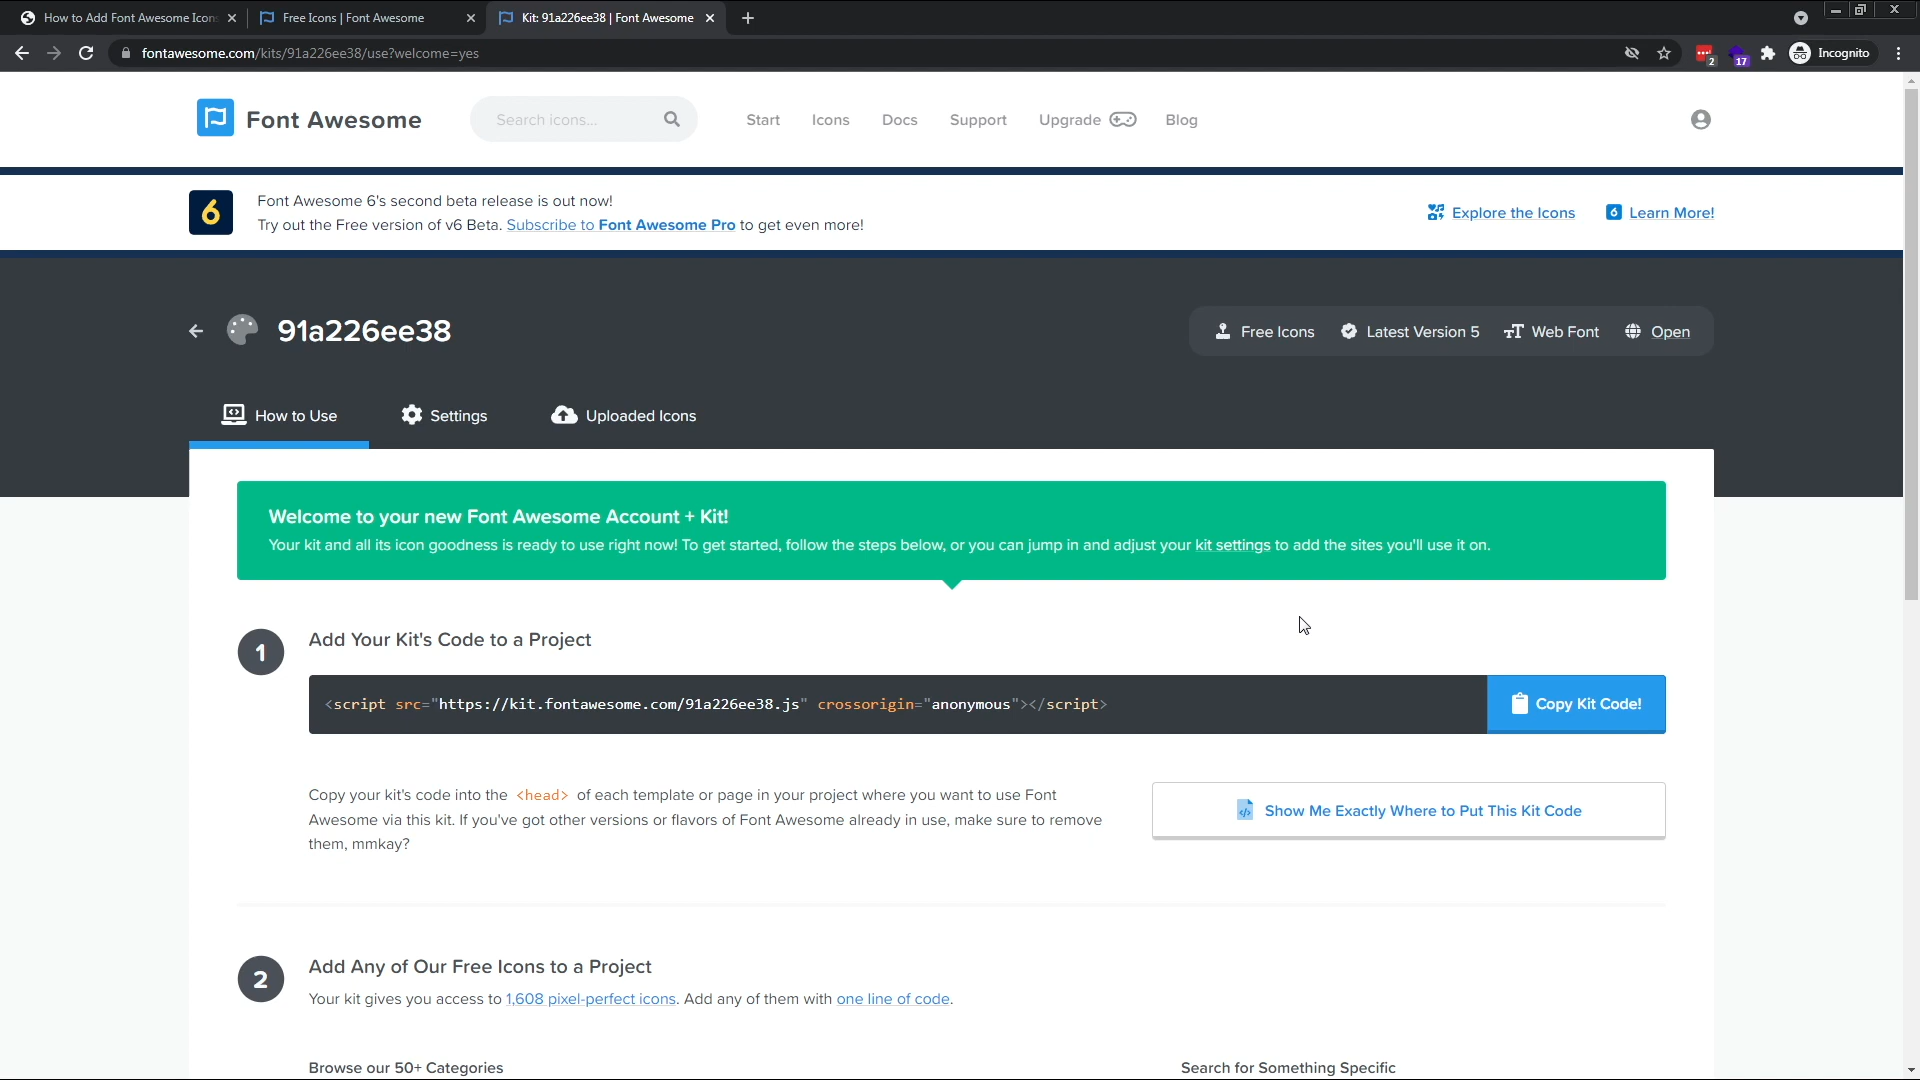 How to Add Font Awesome Icons
Free Icons | Font Awesome
Kit: 91a226ee38 | Font Awesome
fontawesome.com/kits/91a226ee38/use?welcome=yes
2
17
Incognito
Font Awesome
Search icons...
Start
Icons
Docs
Support
Upgrade
Blog
6
Font Awesome 6's second beta release is out now!
Try out the Free version of v6 Beta. Subscribe to Font Awesome Pro to get even more!
Explore the Icons
6 Learn More!
91a226ee38
Free Icons
Latest Version 5
Web Font
Open
How to Use
Settings
Uploaded Icons
Welcome to your new Font Awesome Account + Kit!
Your kit and all its icon goodness is ready to use right now! To get started, follow the steps below, or you can jump in and adjust your kit settings to add the sites you'll use it on.
1
Add Your Kit's Code to a Project
<script src="https://kit.fontawesome.com/91a226ee38.js" crossorigin="anonymous"></script>
Copy Kit Code!
Copy your kit's code into the <head> of each template or page in your project where you want to use Font
Awesome via this kit. If you've got other versions or flavors of Font Awesome already in use, make sure to remove
them, mmkay?
Show Me Exactly Where to Put This Kit Code
2
Add Any of Our Free Icons to a Project
Your kit gives you access to 1,608 pixel-perfect icons. Add any of them with one line of code.
Browse our 50+ Categories
Search for Something Specific